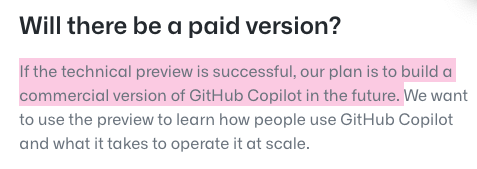 Will there be a paid version?
If the technical preview is successful, our plan is to build a
commercial version of GitHub Copilot in the future. We want
to use the preview to learn how people use GitHub Copilot
and what it takes to operate it at scale.